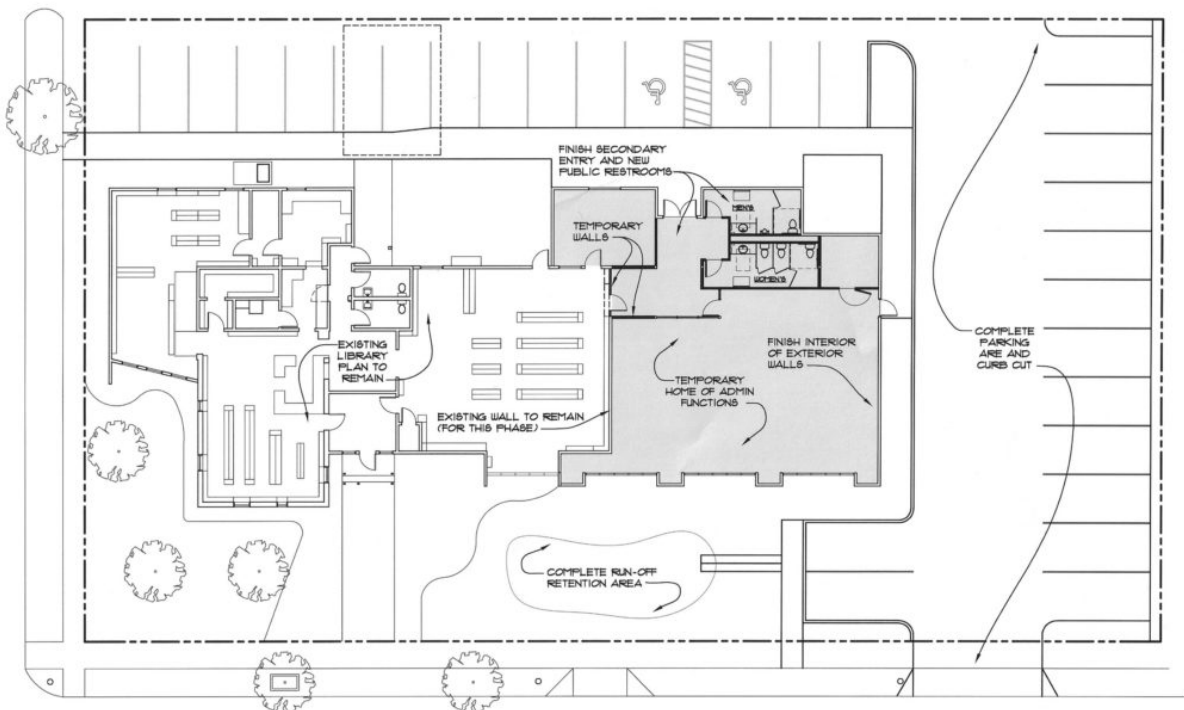 FINISH SECONDARY
ENTRY AND NEW
PUBLIC RESTROOMS
MEN'S
TEMPORARY
WALLS
WOMEN'S
EXISTING
LIBRARY
PLAN TO
REMAIN
FINISH INTERIOR
OF EXTERIOR
WALLS
COMPLETE
PARKING
ARE AND
CURB CUT
TEMPORARY
HOME OF ADMIN
FUNCTIONS
EXISTING WALL TO REMAIN
(FOR THIS PHASE)
COMPLETE RUN-OFF
RETENTION AREA